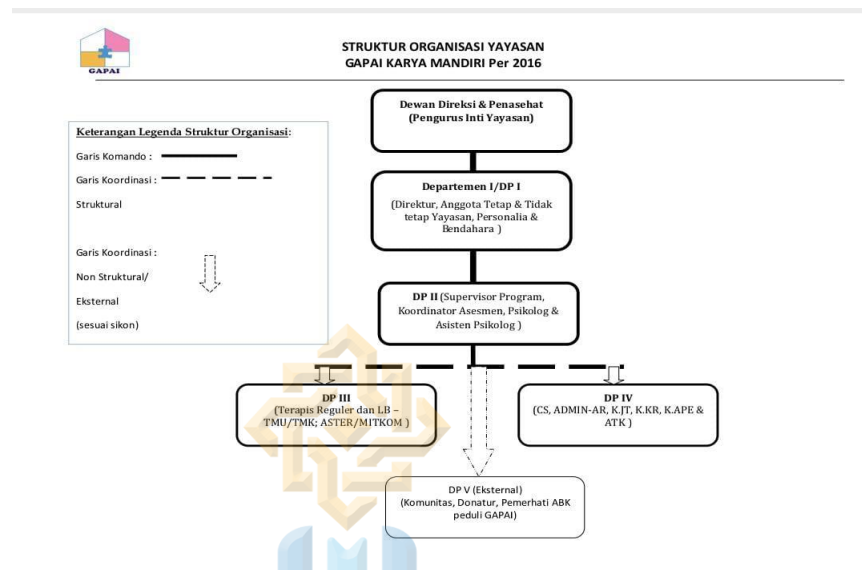 GAPAI
STRUKTUR ORGANISASI YAYASAN
GAPAI KARYA MANDIRI Per 2016
Keterangan Legenda Struktur Organisasi:
Garis Komando :
Garis Koordinasi :
Struktural
Garis Koordinasi :
Non Struktural/
Eksternal
(sesuai sikon)
Dewan Direksi & Penasehat
(Pengurus Inti Yayasan)
Departemen I/DP I
(Direktur, Anggota Tetap & Tidak
tetap Yayasan, Personalia &
Bendahara )
DP II (Supervisor Program,
Koordinator Asesmen, Psikolog &
Asisten Psikolog )
DP III
(Terapis Reguler dan LB –
TMU/TMK; ASTER/MITKOM )
DP IV
(CS, ADMIN-AR, K.JT, K.KR, K.APE &
ATK )
DP V (Eksternal)
(Komunitas, Donatur, Pemerhati ABK
peduli GAPAI)